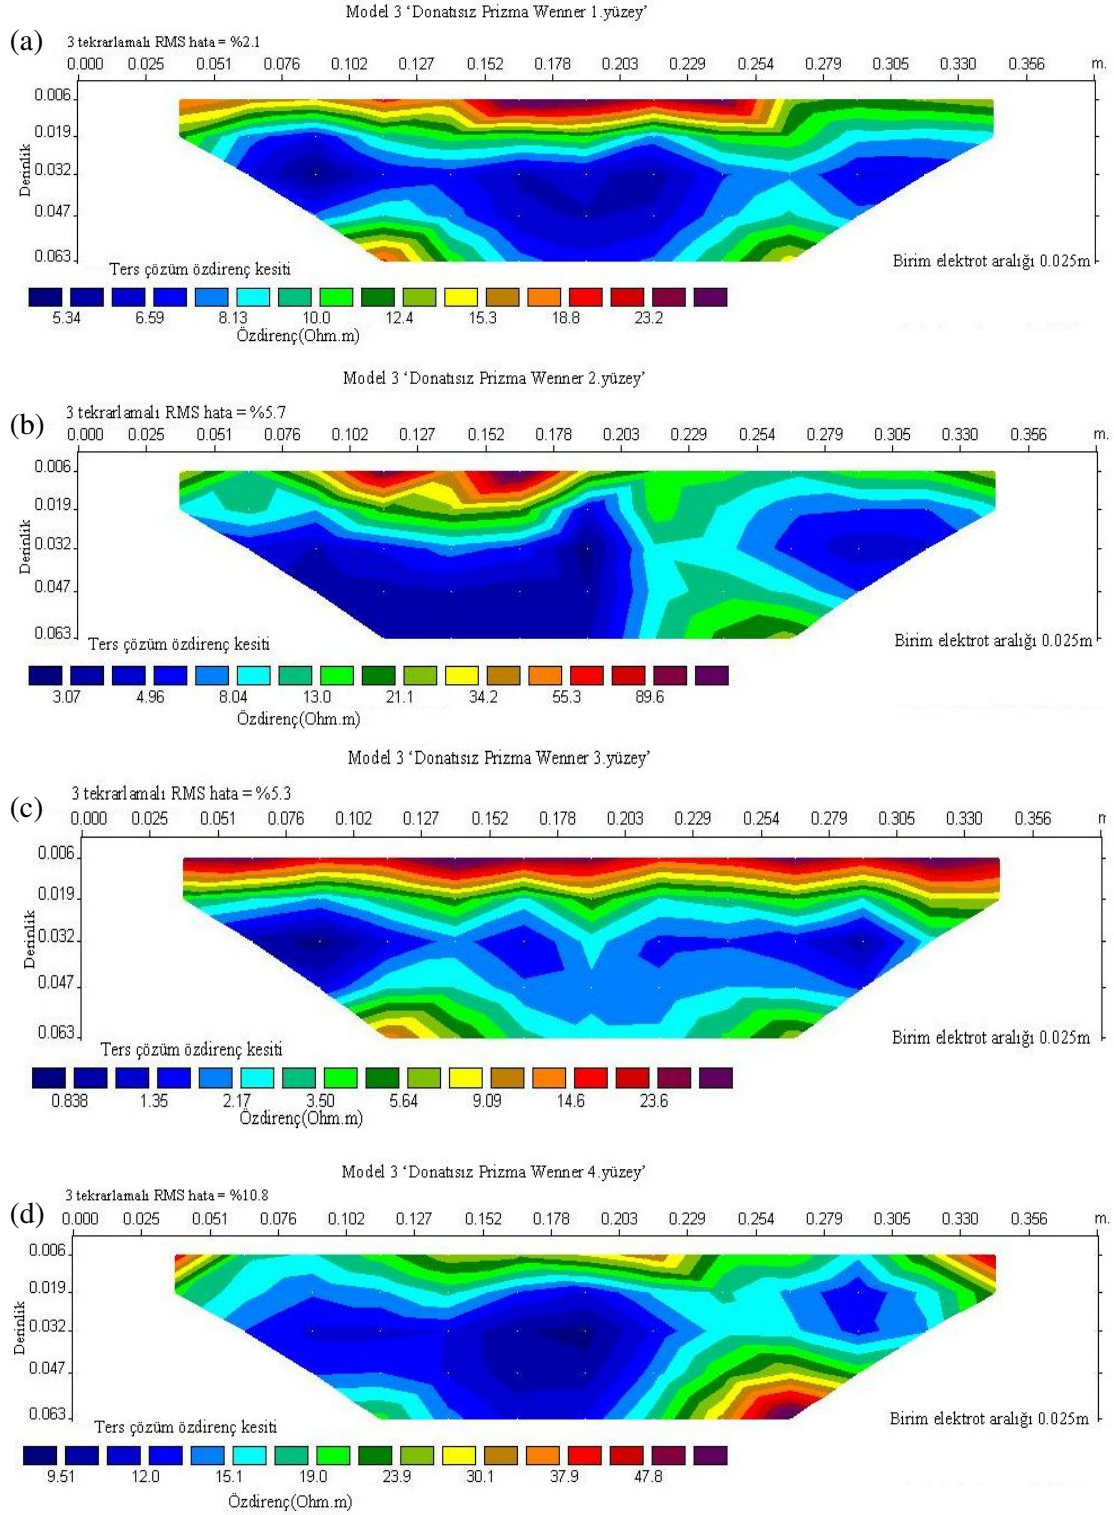 Model 3 ‘Donatısız Prizma Wenner 1.yüzey’
(a)
3 tekrarlamalı RMS hata = %2.1
0.000 0.025 0.051 0.076 0.102 0.127 0.152 0.178 0.203 0.229 0.254 0.279 0.305 0.330 0.356 m.
0.006
0.019
0.032
0.047
0.063
Derinlik
Ters çözüm özdirenç kesiti
Birim elektrot aralığı 0.025m
5.34 6.59 8.13 10.0 12.4 15.3 18.8 23.2
Özdirenç(Ohm.m)
Model 3 ‘Donatısız Prizma Wenner 2.yüzey’
(b)
3 tekrarlamalı RMS hata = %5.7
0.000 0.025 0.051 0.076 0.102 0.127 0.152 0.178 0.203 0.229 0.254 0.279 0.305 0.330 0.356 m.
0.006
0.019
0.032
0.047
0.063
Derinlik
Ters çözüm özdirenç kesiti
Birim elektrot aralığı 0.025m
3.07 4.96 8.04 13.0 21.1 34.2 55.3 89.6
Özdirenç(Ohm.m)
Model 3 ‘Donatısız Prizma Wenner 3.yüzey’
(c)
3 tekrarlamalı RMS hata = %5.3
0.000 0.025 0.051 0.076 0.102 0.127 0.152 0.178 0.203 0.229 0.254 0.279 0.305 0.330 0.356
0.006
0.019
0.032
0.047
0.063
Derinlik
Ters çözüm özdirenç kesiti
Birim elektrot aralığı 0.025m
0.838 1.35 2.17 3.50 5.64 9.09 14.6 23.6
Özdirenç(Ohm.m)
Model 3 ‘Donatısız Prizma Wenner 4.yüzey’
(d)
3 tekrarlamalı RMS hata = %10.8
0.000 0.025 0.051 0.076 0.102 0.127 0.152 0.178 0.203 0.229 0.254 0.279 0.305 0.330 0.356 m.
0.006
0.019
0.032
0.047
0.063
Derinlik
Ters çözüm özdirenç kesiti
Birim elektrot aralığı 0.025m
9.51 12.0 15.1 19.0 23.9 30.1 37.9 47.8
Özdirenç(Ohm.m)